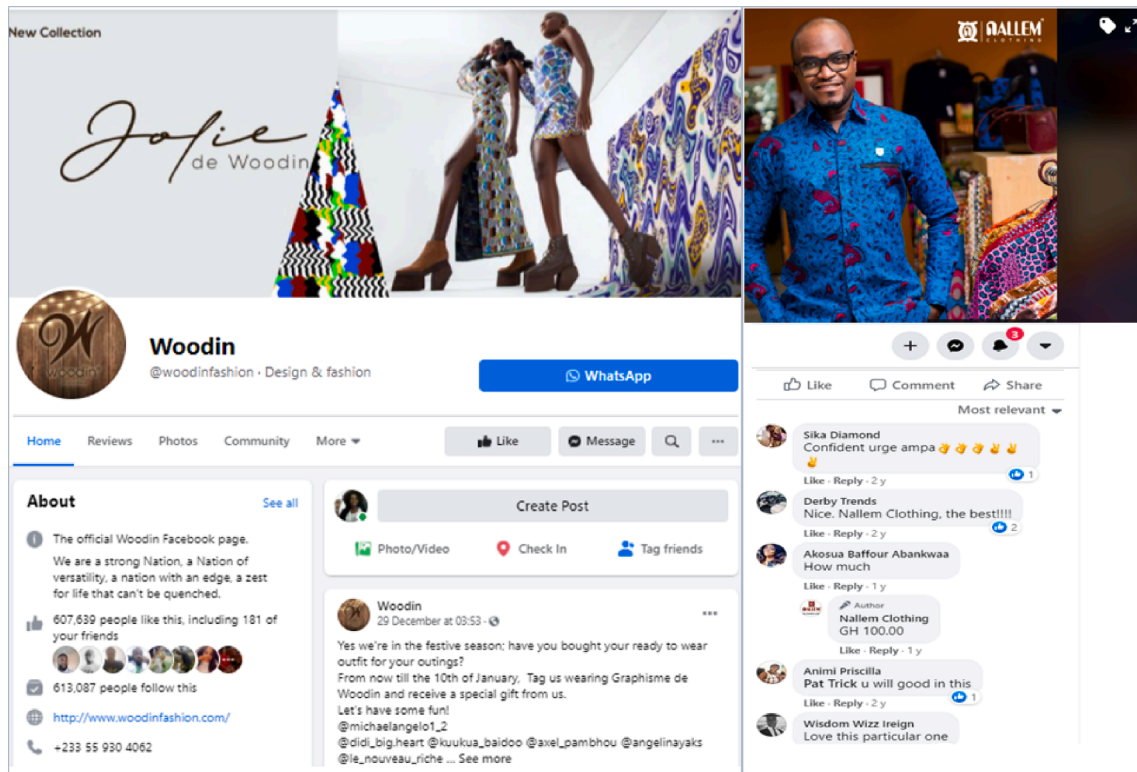 New Collection
Jolie
de Woodin
W
woodin
Woodin
@woodinfashion · Design & fashion
WhatsApp
Home Reviews Photos Community More
Like Message
About See all
The official Woodin Facebook page.
We are a strong Nation, a Nation of
versatility, a nation with an edge, a zest
for life that can't be quenched.
607,639 people like this, including 181 of
your friends
613,087 people follow this
http://www.woodinfashion.com/
+233 55 930 4062
Create Post
Photo/Video Check In Tag friends
Woodin
29 December at 03:53 ·
Yes we're in the festive season; have you bought your ready to wear
outfit for your outings?
From now till the 10th of January, Tag us wearing Graphisme de
Woodin and receive a special gift from us.
Let's have some fun!
@michaelangelo1_2
@didi_big.heart @kuukua_baidoo @axel_pambhou @angelinayaks
@le_nouveau_riche ... See more
NALLEM
CLOTHING
3
Like Comment Share
Most relevant
Sika Diamond
Confident urge ampa
1
Like · Reply · 2 y
Derby Trends
Nice. Nallem Clothing, the best!!!!
2
Like · Reply · 2 y
Akosua Baffour Abankwaa
How much
Like · Reply · 1 y
Author
Nallem Clothing
GH 100.00
Like · Reply · 1 y
Animi Priscilla
Pat Trick u will good in this
1
Like · Reply · 2 y
Wisdom Wizz Ireign
Love this particular one